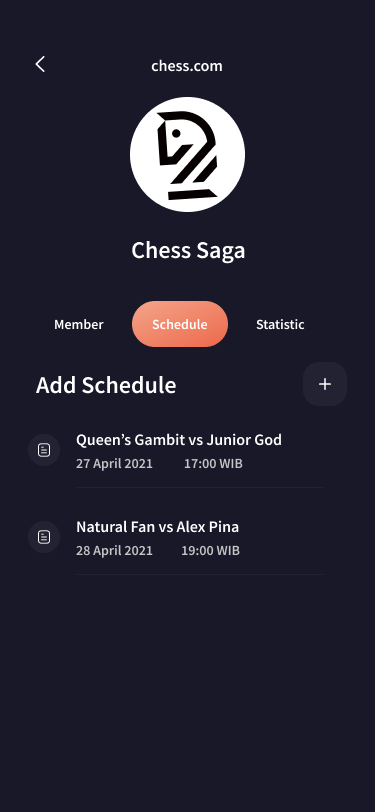 chess.com
Chess Saga
Member Schedule Statistic
Add Schedule
Queen’s Gambit vs Junior God
27 April 2021 17:00 WIB
Natural Fan vs Alex Pina
28 April 2021 19:00 WIB